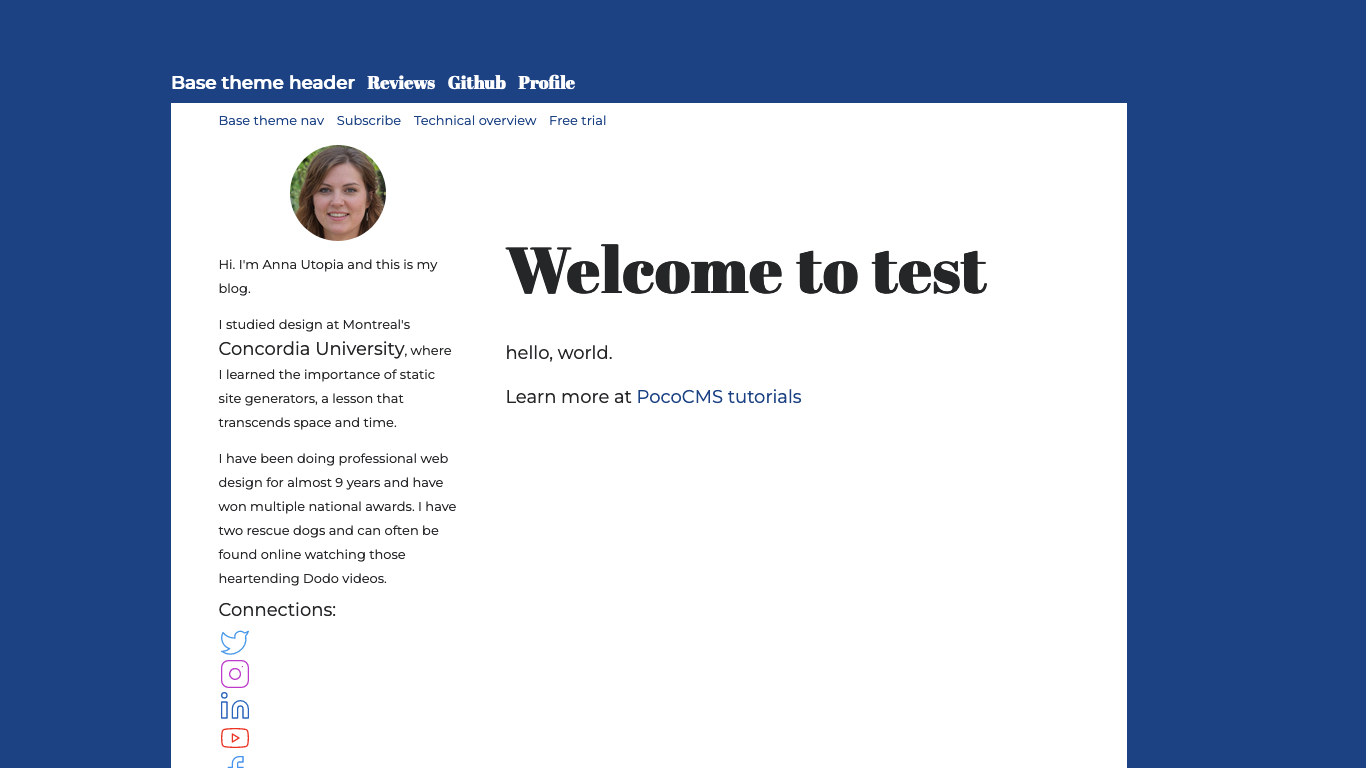 Base theme header Reviews Github Profile
Base theme nav Subscribe Technical overview Free trial
Hi. I'm Anna Utopia and this is my
blog.
I studied design at Montreal's
Concordia University, where
I learned the importance of static
site generators, a lesson that
transcends space and time.
I have been doing professional web
design for almost 9 years and have
won multiple national awards. I have
two rescue dogs and can often be
found online watching those
heartending Dodo videos.
Connections:
Welcome to test
hello, world.
Learn more at PocoCMS tutorials